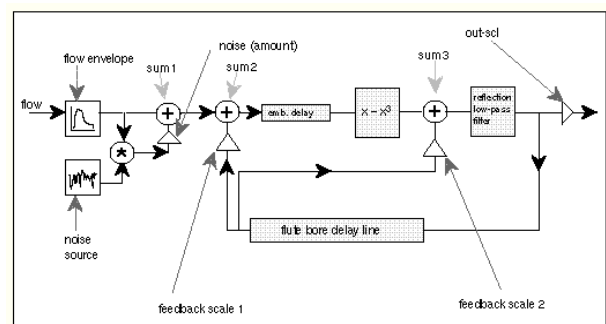 out-scl
noise (amount)
flow envelope
sum1
sum2
sum3
flow
emb. delay
x - x³
reflection
low-pass
filter
flute bore delay line
noise
source
feedback scale 1
feedback scale 2